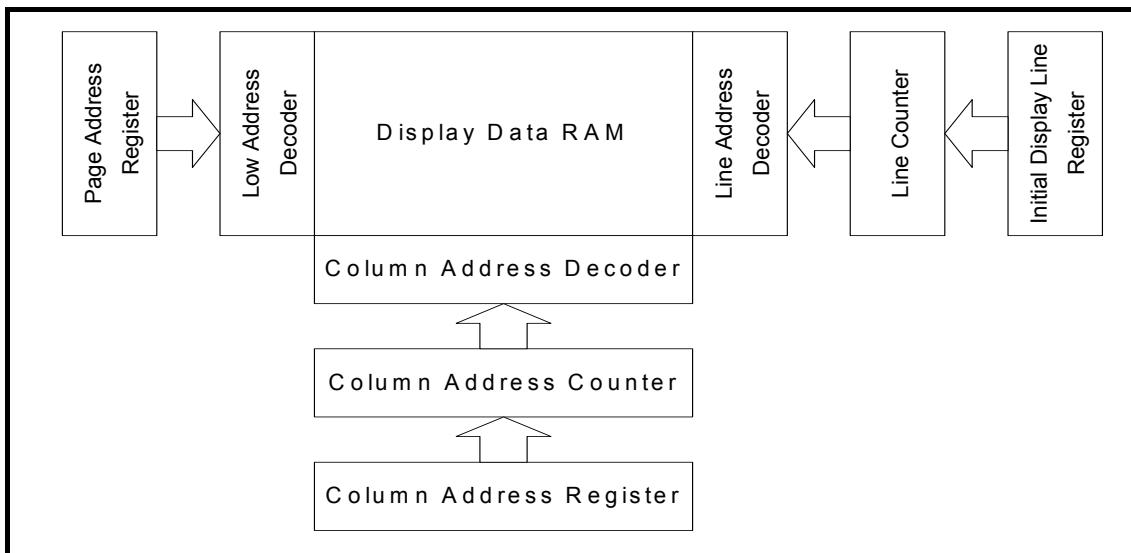 Page Address
Register
Low Address
Decoder
Display Data RAM
Line Address
Decoder
Line Counter
Initial Display Line
Register
Column Address Decoder
Column Address Counter
Column Address Register